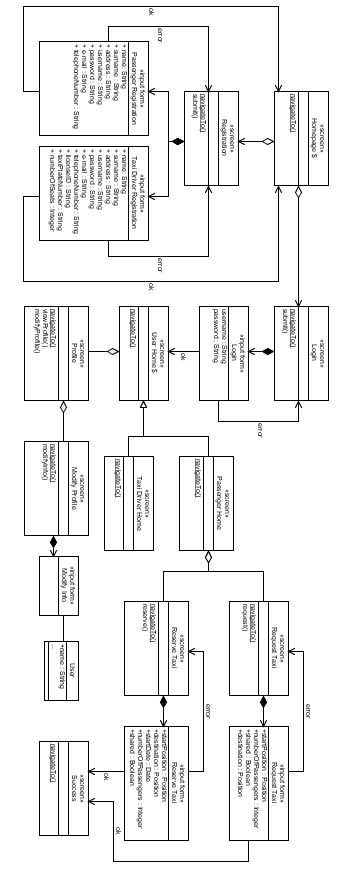 «screen»
Homepage $
navigateTo()
ok
«screen»
Registration
navigateTo()
submit()
error
«input form»
Passenger Registration
+ name: String
+ surname : String
+ address : String
+ username : String
+ password : String
+ e-mail : String
+ telephoneNumber : String
«input form»
Taxi Driver Registration
+ name: String
+ surname : String
+ address : String
+ username : String
+ password : String
+ e-mail : String
+ telephoneNumber : String
+ licenseID : String
+ taxiPlateNumber : String
+ numberOfSeats : Integer
error
ok
«screen»
Login
navigateTo()
submit()
«input form»
Login
username : String
password : String
error
ok
«screen»
User Home $
navigateTo()
«screen»
Profile
navigateTo()
viewProfile()
modifyProfile()
«screen»
Passenger Home
navigateTo()
«screen»
Taxi Driver Home
navigateTo()
«screen»
Modify Profile
navigateTo()
modifyInfo()
«input form»
Modify Info
User
+name : String
...
«screen»
Request Taxi
navigateTo()
request()
«screen»
Reserve Taxi
navigateTo()
reserve()
error
error
«input form»
Request Taxi
+startPosition : Position
+numberOfPassengers : Integer
+shared : Boolean
+destination : Position
«input form»
Reserve Taxi
+startPosition : Position
+destination : Position
+startDate : Date
+numberOfPassengers : Integer
+shared : Boolean
ok
ok
«screen»
Success
navigateTo()